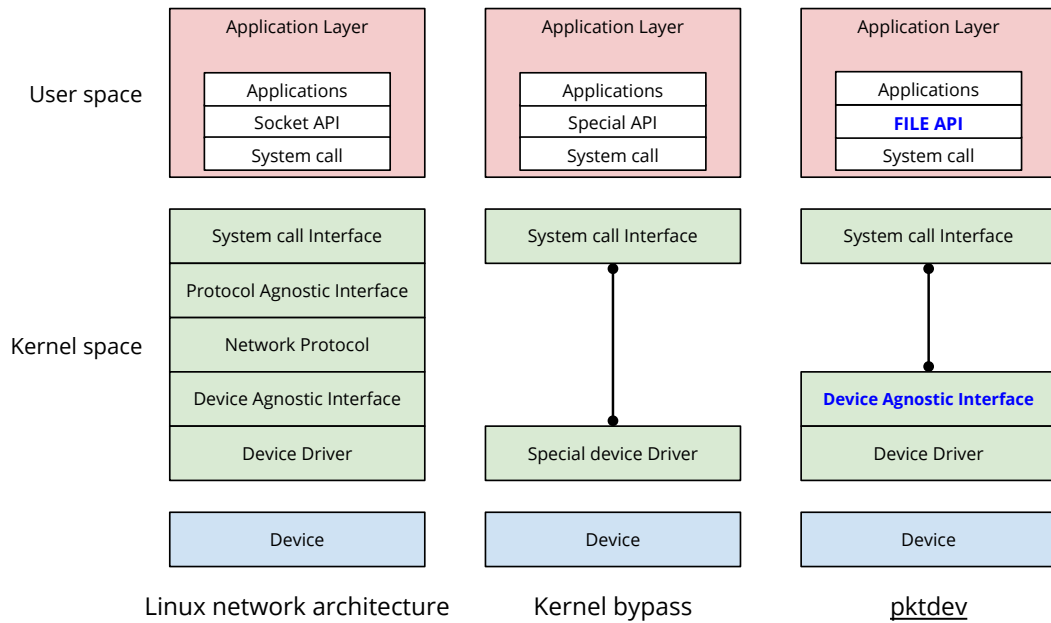 Application Layer
Application Layer
Application Layer
User space
Applications
Socket API
System call
Applications
Special API
System call
Applications
FILE API
System call
Kernel space
System call Interface
Protocol Agnostic Interface
Network Protocol
Device Agnostic Interface
Device Driver
System call Interface
Special device Driver
System call Interface
Device Agnostic Interface
Device Driver
Device
Device
Device
Linux network architecture
Kernel bypass
pktdev